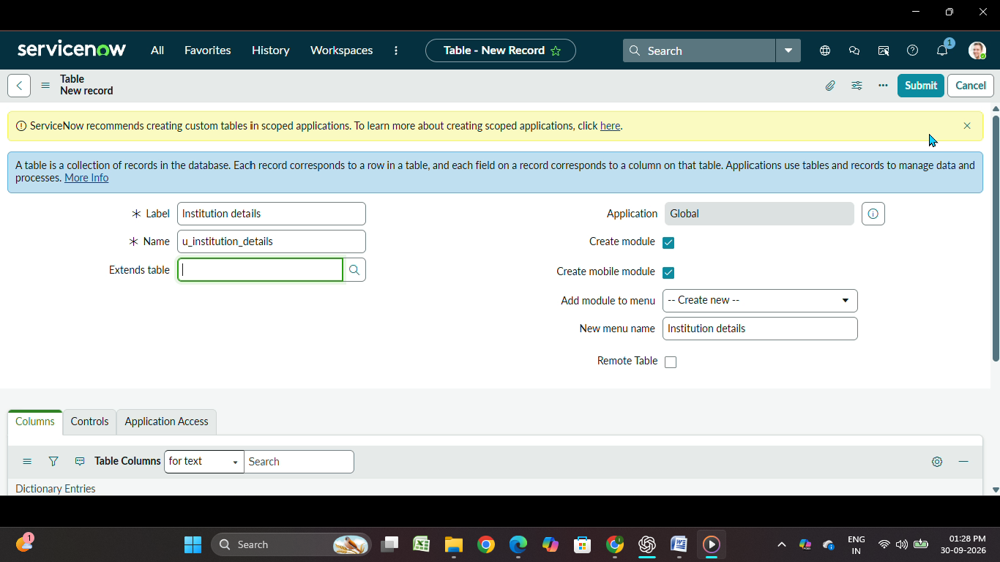 servicenow All Favorites History Workspaces Table - New Record Search 1
Table
New record
Submit Cancel
ServiceNow recommends creating custom tables in scoped applications. To learn more about creating scoped applications, click here.
A table is a collection of records in the database. Each record corresponds to a row in a table, and each field on a record corresponds to a column on that table. Applications use tables and records to manage data and
processes. More Info
Label Institution details
Application Global
Name u_institution_details
Create module
Extends table
Create mobile module
Add module to menu -- Create new --
New menu name Institution details
Remote Table
Columns Controls Application Access
Table Columns for text Search
Dictionary Entries
1 Search ENG
IN
01:28 PM
30-09-2026